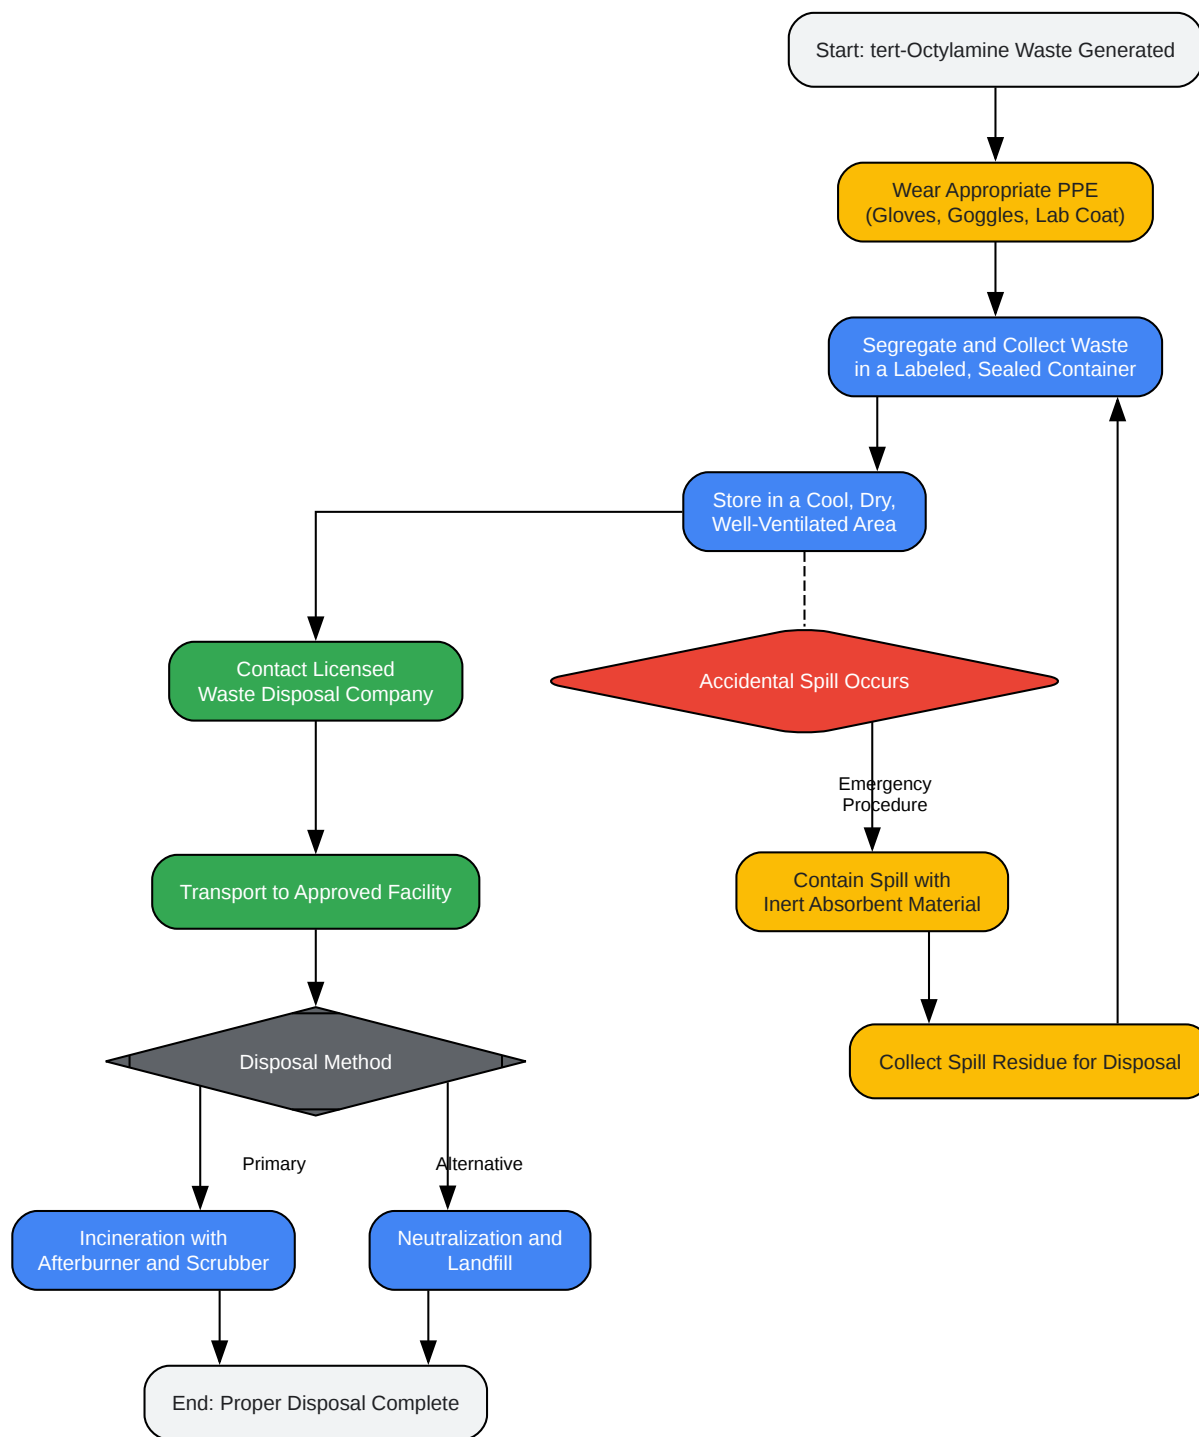 Start: tert-Octylamine Waste Generated
Wear Appropriate PPE
(Gloves, Goggles, Lab Coat)
Segregate and Collect Waste
in a Labeled, Sealed Container
Store in a Cool, Dry,
Well-Ventilated Area
Contact Licensed
Waste Disposal Company
Accidental Spill Occurs
Emergency
Procedure
Transport to Approved Facility
Contain Spill with
Inert Absorbent Material
Disposal Method
Collect Spill Residue for Disposal
Primary
Alternative
Incineration with
Afterburner and Scrubber
Neutralization and
Landfill
End: Proper Disposal Complete